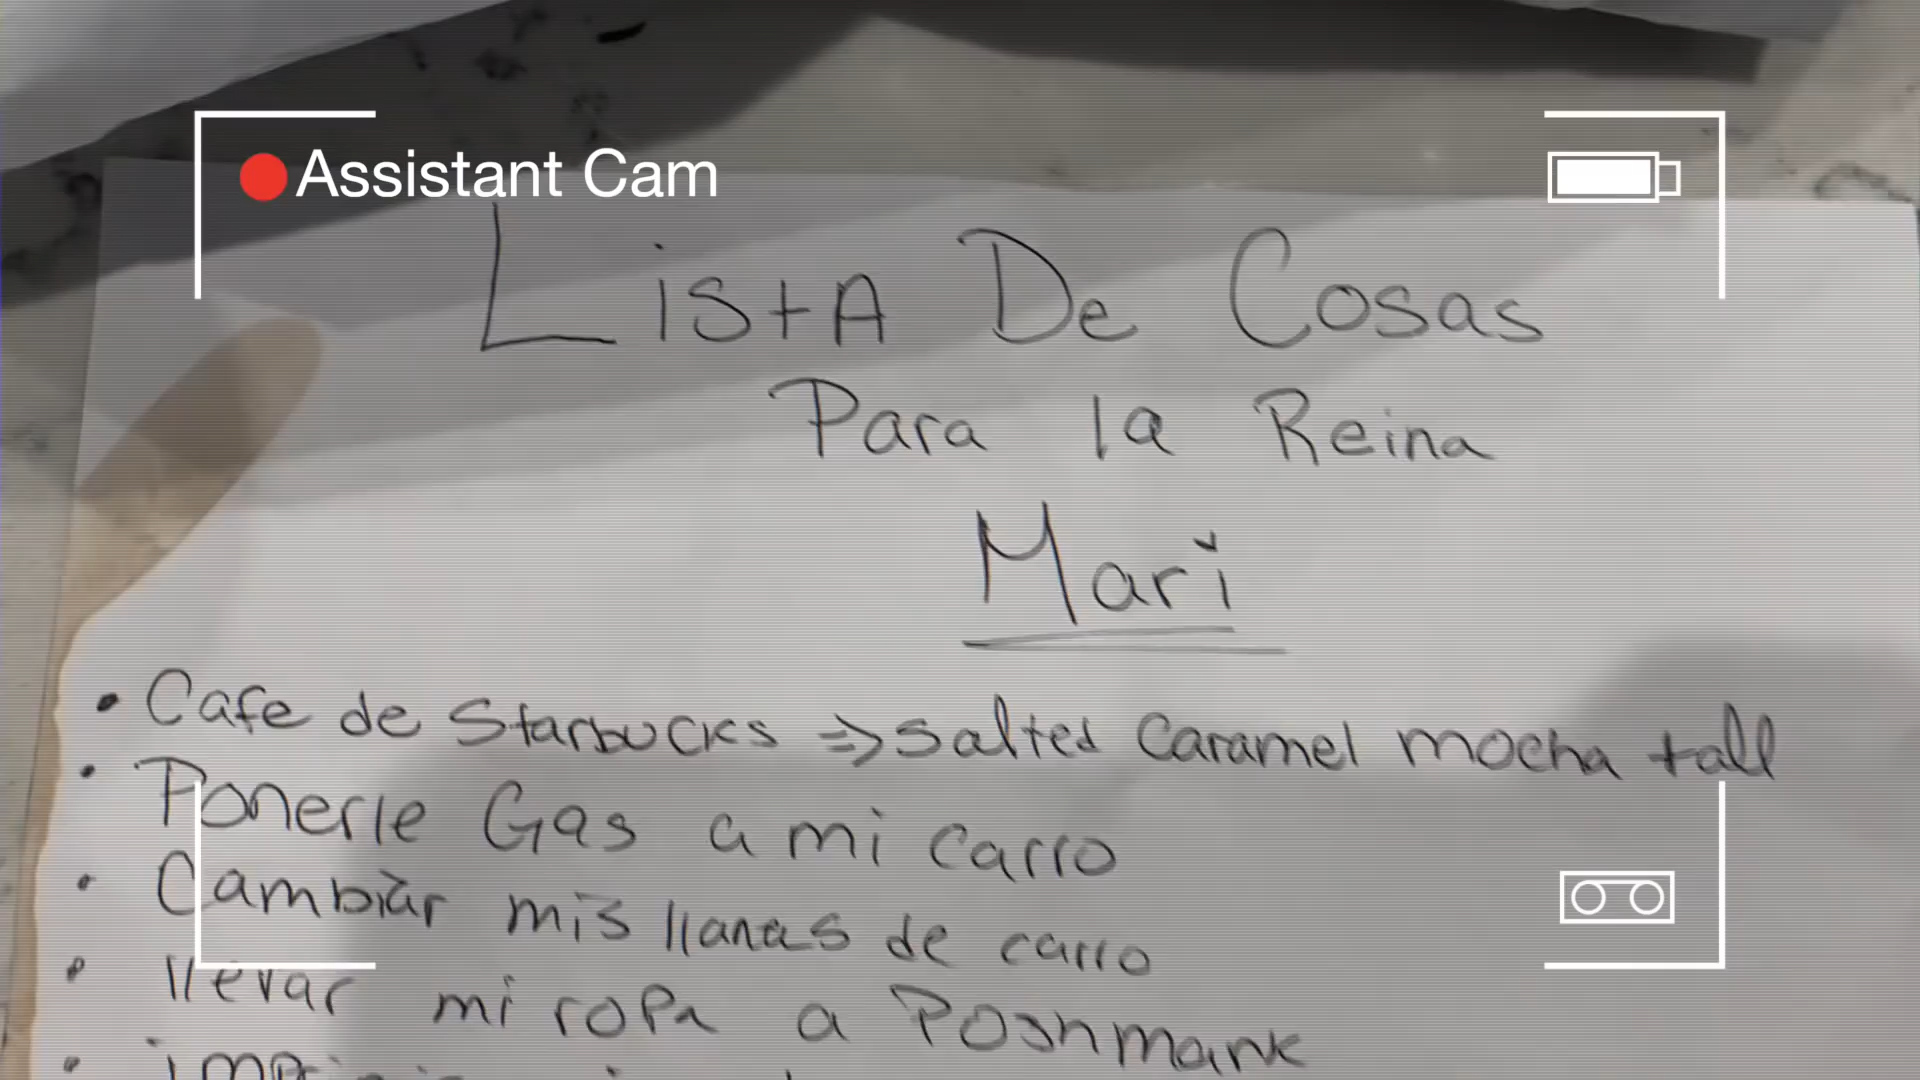 Assistant Cam
LiStA De Cosas
Para la Reina
Mari
• Cafe de Starbucks => salted Caramel mocha tall
• Ponerle Gas a mi carro
• Cambiar mis llanas de carro
• llevar mi ropa a Poshmark